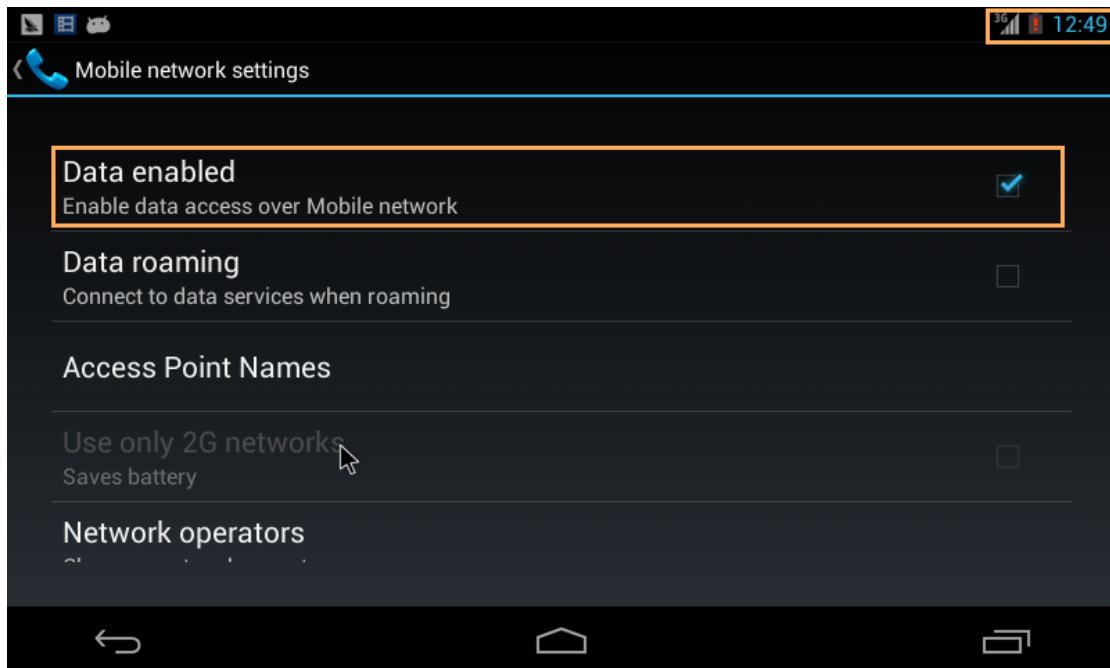 3G 12:49
Mobile network settings
Data enabled
Enable data access over Mobile network
Data roaming
Connect to data services when roaming
Access Point Names
Use only 2G networks
Saves battery
Network operators